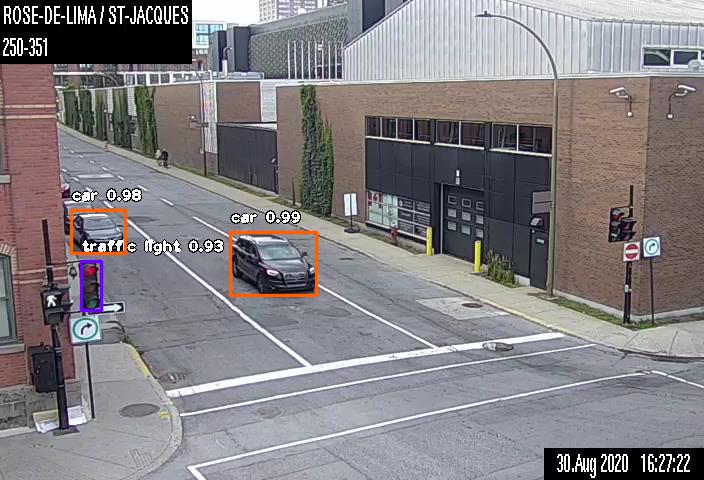 ROSE-DE-LIMA / ST-JACQUES
250-351
car 0.98
car 0.99
traffic light 0.93
30.Aug 2020 16:27:22